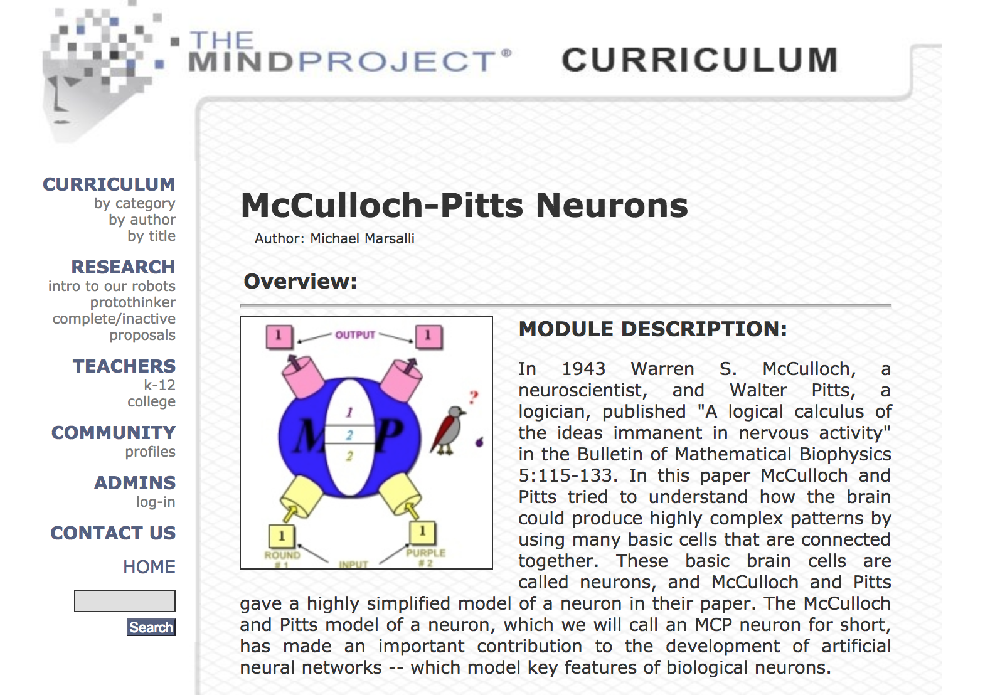 THE
MINDPROJECT®
CURRICULUM
CURRICULUM
by category
by author
by title
RESEARCH
intro to our robots
protothinker
complete/inactive
proposals
TEACHERS
k-12
college
COMMUNITY
profiles
ADMINS
log-in
CONTACT US
HOME
Search
McCulloch-Pitts Neurons
Author: Michael Marsalli
Overview:
1 OUTPUT 1
M P
1
2
2
?
1 1
ROUND # 1
INPUT
PURPLE # 2
MODULE DESCRIPTION:
In 1943 Warren S. McCulloch, a
neuroscientist, and Walter Pitts, a
logician, published "A logical calculus of
the ideas immanent in nervous activity"
in the Bulletin of Mathematical Biophysics
5:115-133. In this paper McCulloch and
Pitts tried to understand how the brain
could produce highly complex patterns by
using many basic cells that are connected
together. These basic brain cells are
called neurons, and McCulloch and Pitts
gave a highly simplified model of a neuron in their paper. The McCulloch
and Pitts model of a neuron, which we will call an MCP neuron for short,
has made an important contribution to the development of artificial
neural networks -- which model key features of biological neurons.